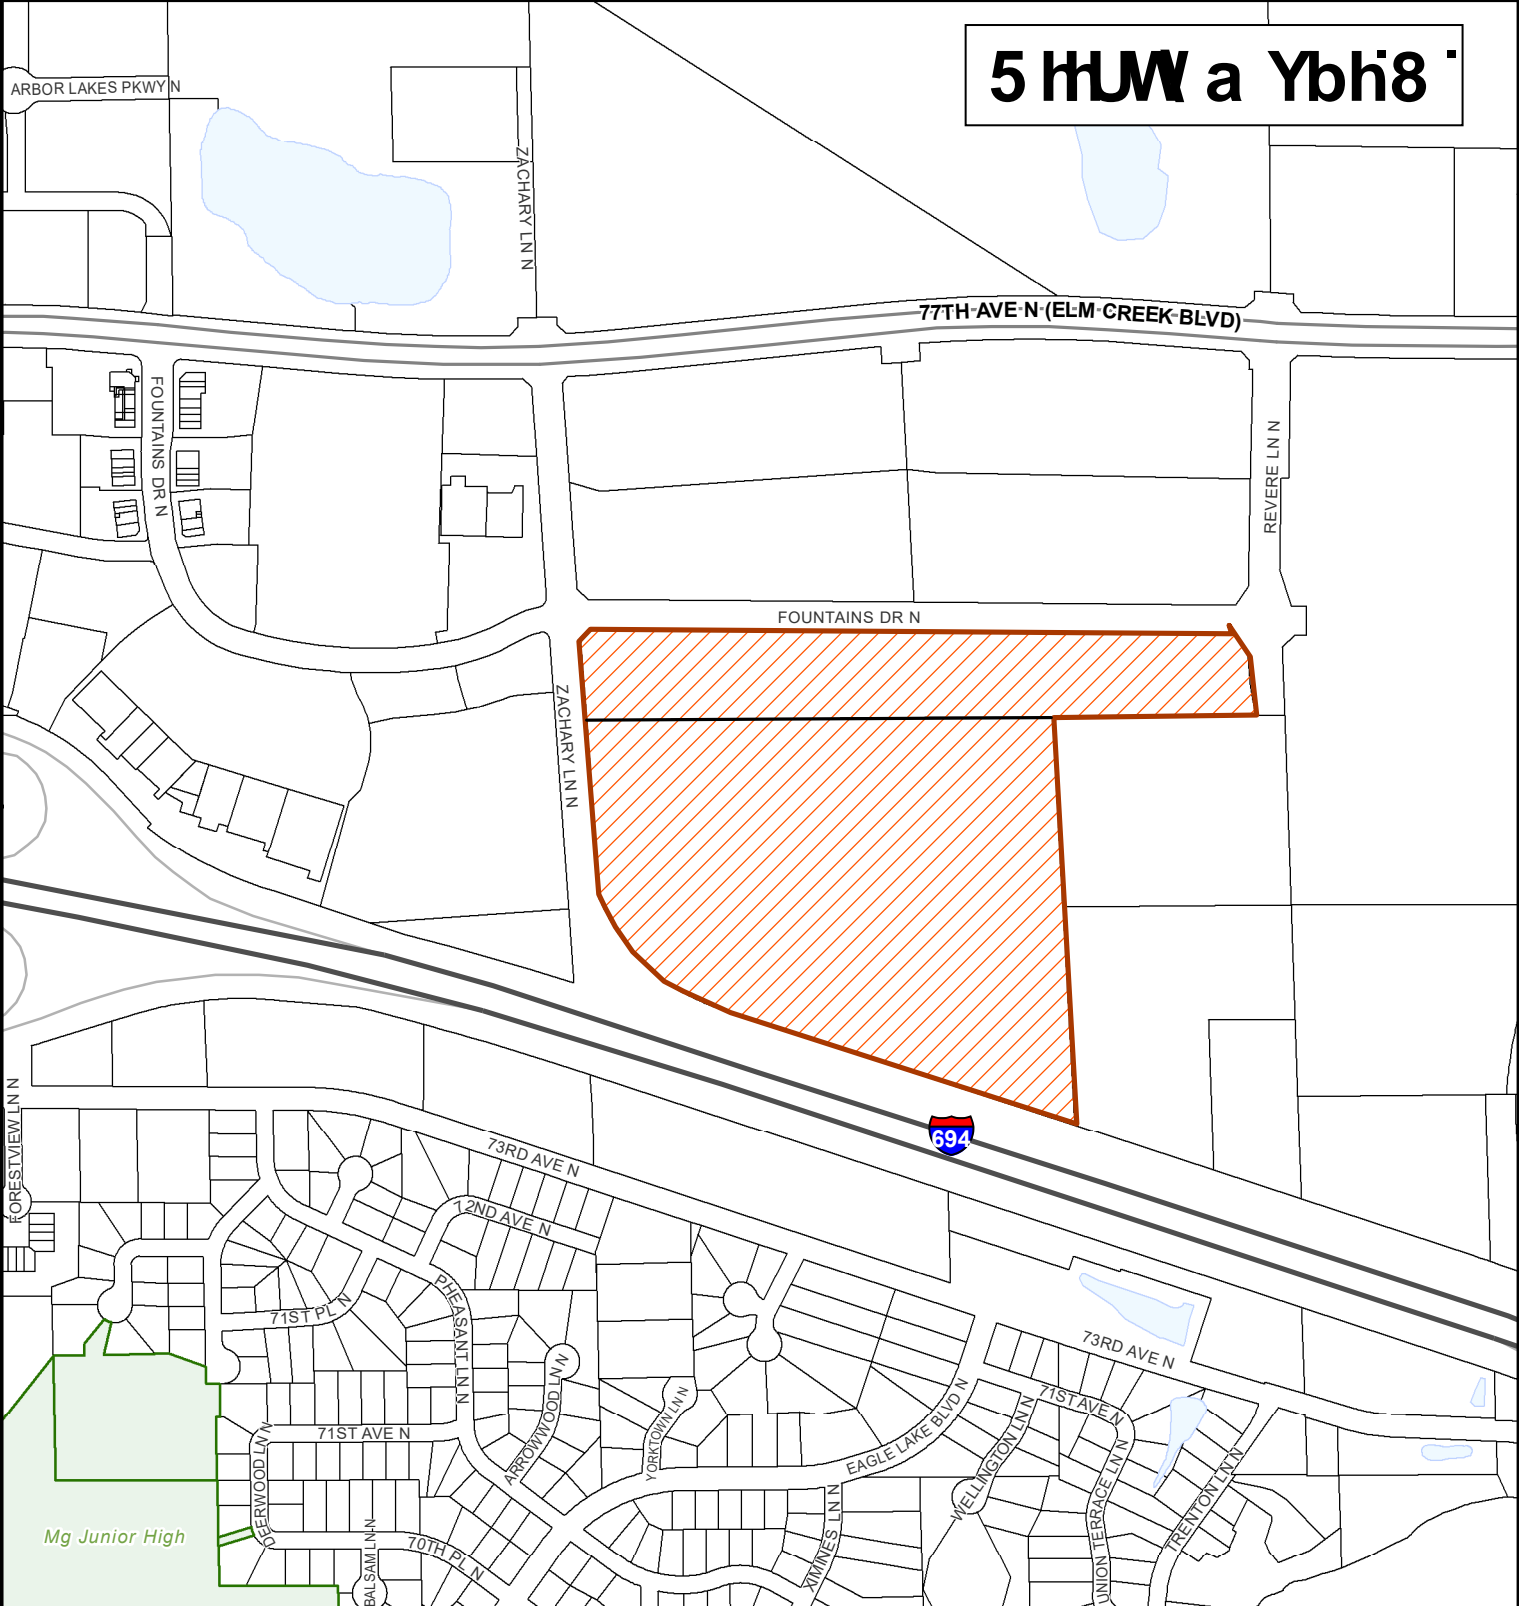 5 HHUWA a Ybh'8 '
ARBOR LAKES PKWY N
ZACHARY LN N
77TH AVE N (ELM CREEK BLVD)
FOUNTAINS DR N
REVERE LN N
FOUNTAINS DR N
ZACHARY LN N
694
FORESTVIEW LN N
73RD AVE N
72ND AVE N
PHEASANT LN N
71ST PL N
73RD AVE N
ARROWWOOD LN N
YORKTOWN LN N
71ST AVE N
EAGLE LAKE BLVD N
WELLINGTON LN N
71ST AVE N
DEERWOOD LN N
XIMINES LN N
UNION TERRACE LN N
TRENTON LN N
Mg Junior High
BALSAM LN N
70TH PL N